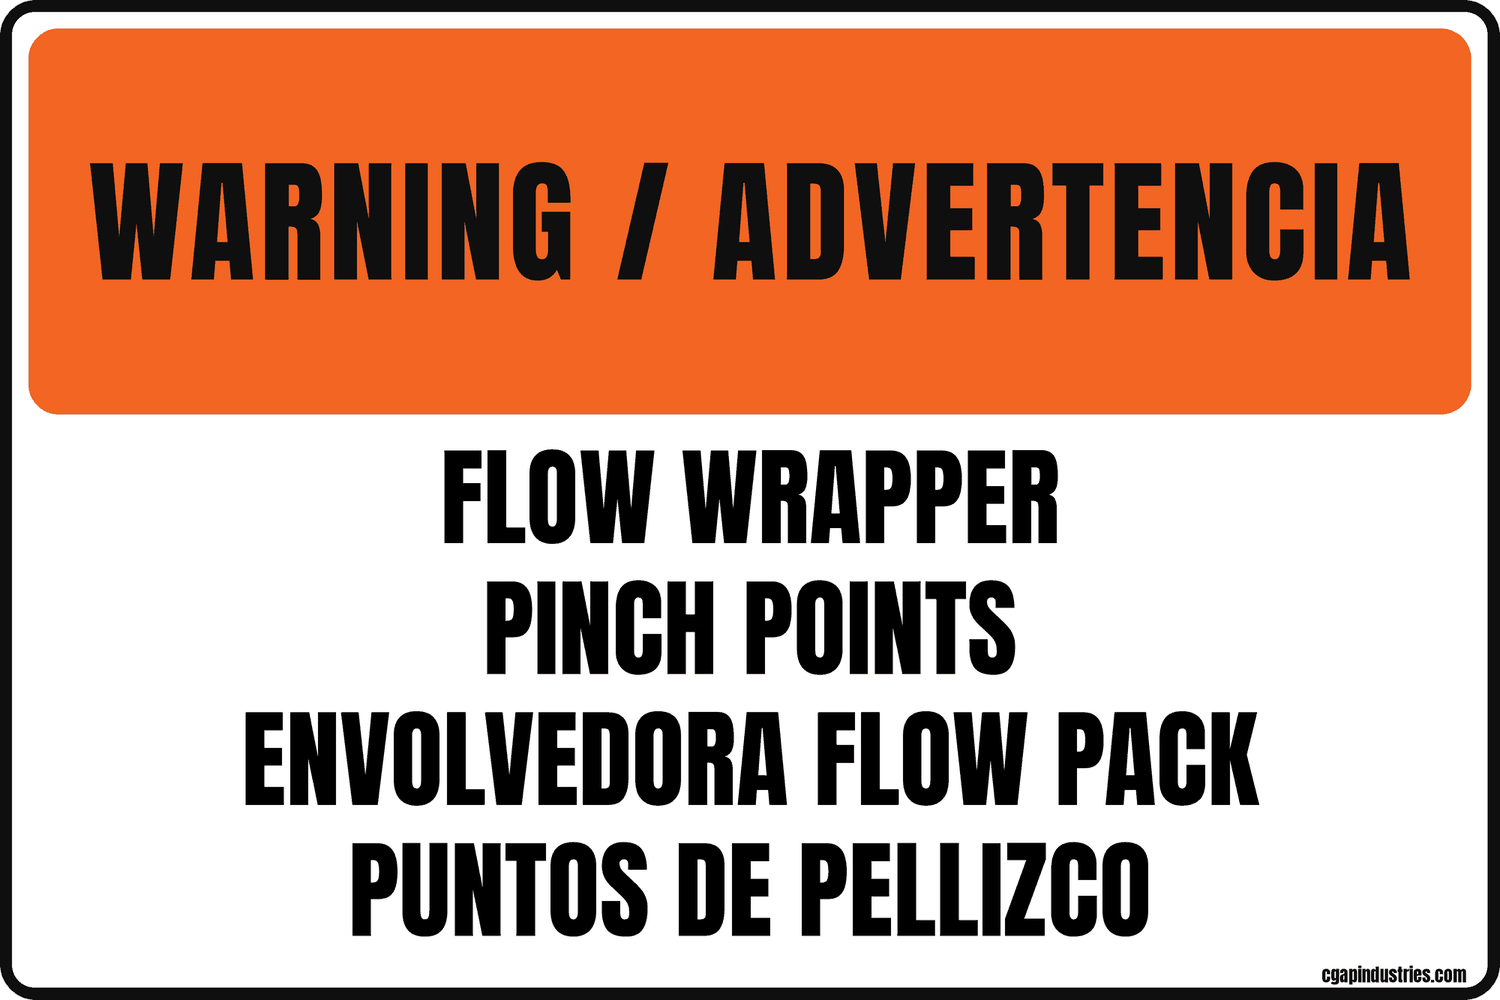 WARNING / ADVERTENCIA
FLOW WRAPPER
PINCH POINTS
ENVOLVEDORA FLOW PACK
PUNTOS DE PELLIZCO
cgapindustries.com